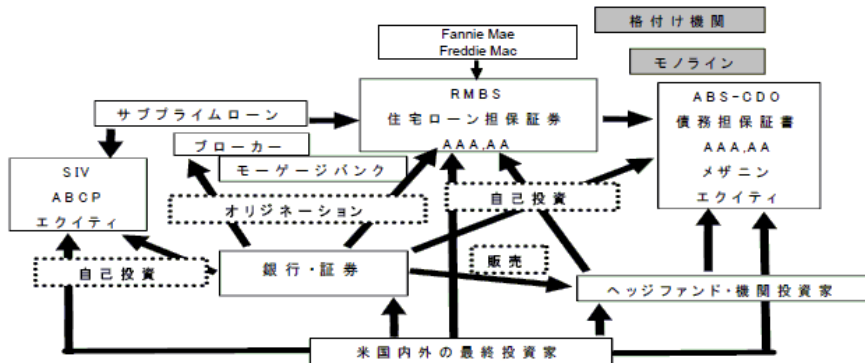 格付け機関
Fannie Mae
Freddie Mac
モノライン
RMBS
住宅ローン担保証券
AAA,AA
ABS-CDO
債務担保証書
AAA,AA
メザニン
エクイティ
サブプライムローン
ブローカー
モーゲージバンク
SIV
ABCP
エクイティ
オリジネーション
自己投資
自己投資
銀行・証券
販売
ヘッジファンド・機関投資家
米国内外の最終投資家